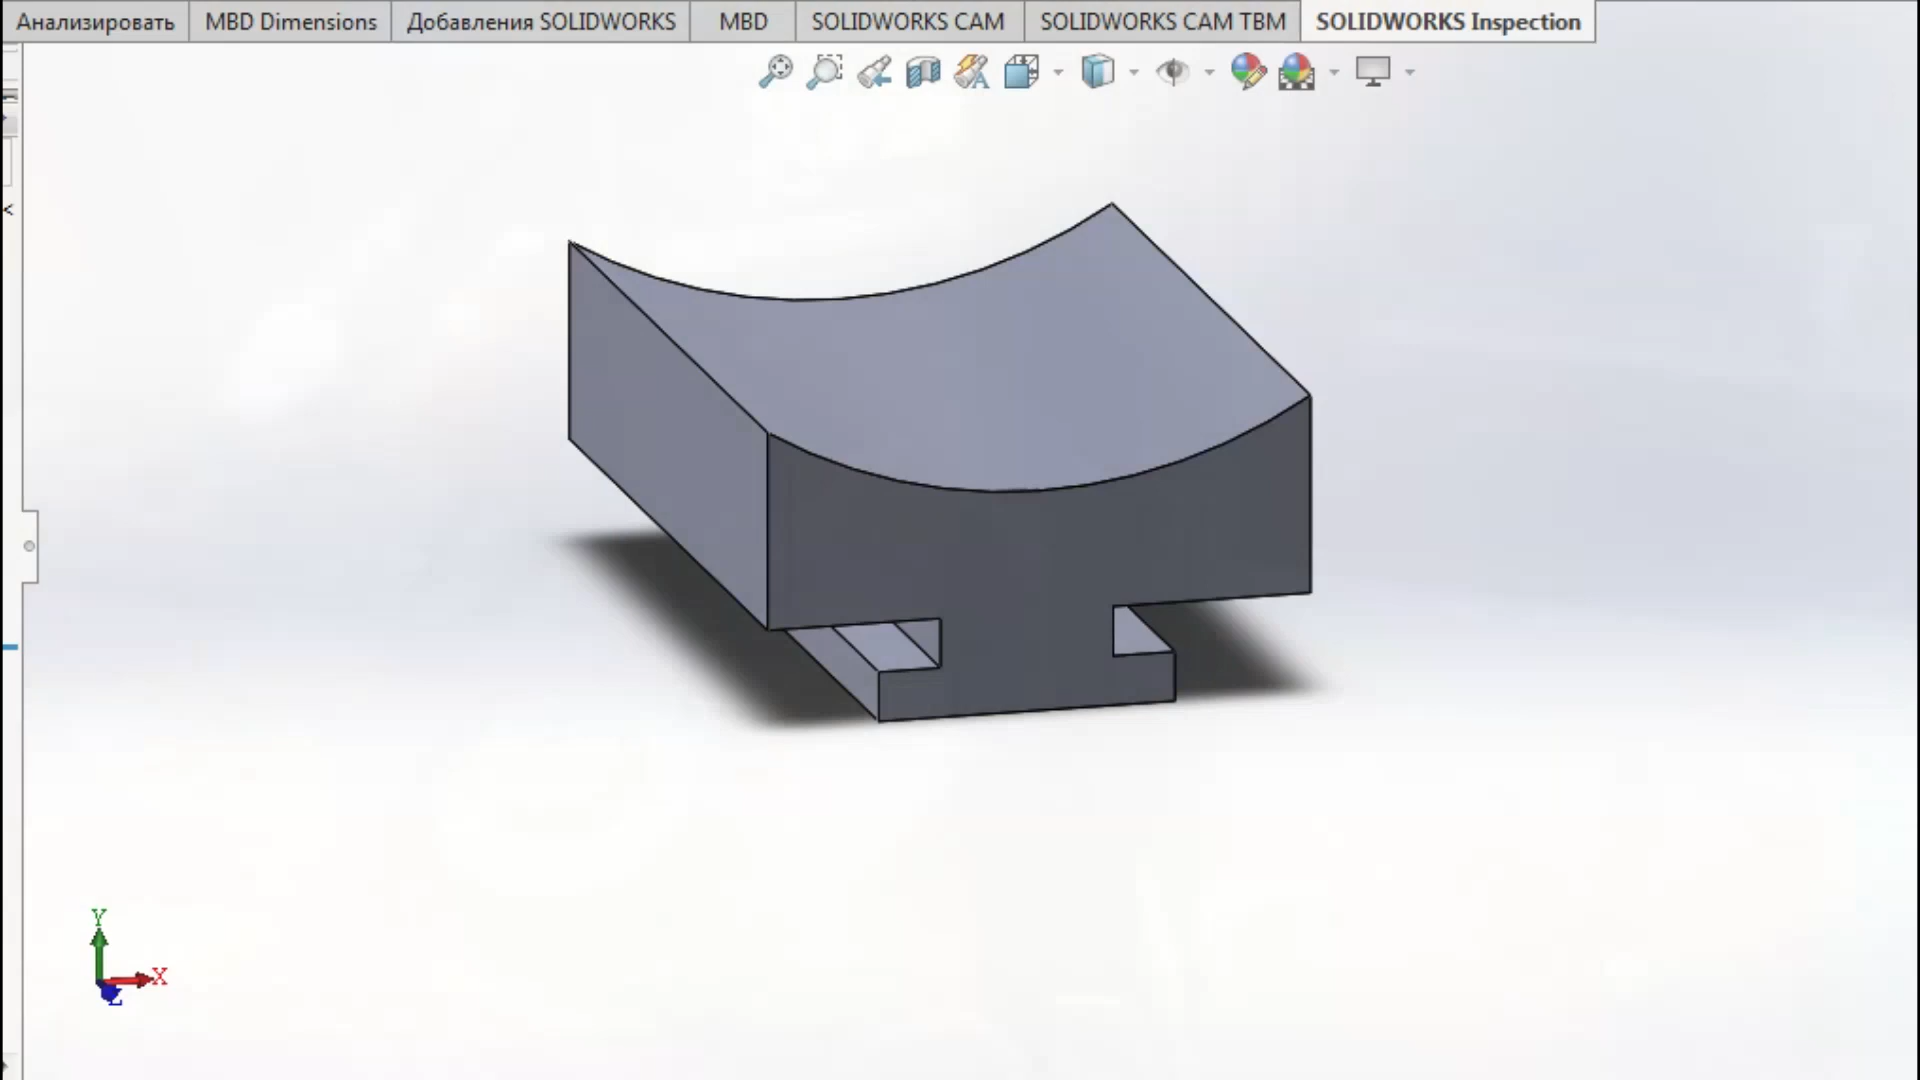 Анализировать MBD Dimensions Добавления SOLIDWORKS MBD SOLIDWORKS CAM SOLIDWORKS CAM TBM SOLIDWORKS Inspection
Y
X
Z